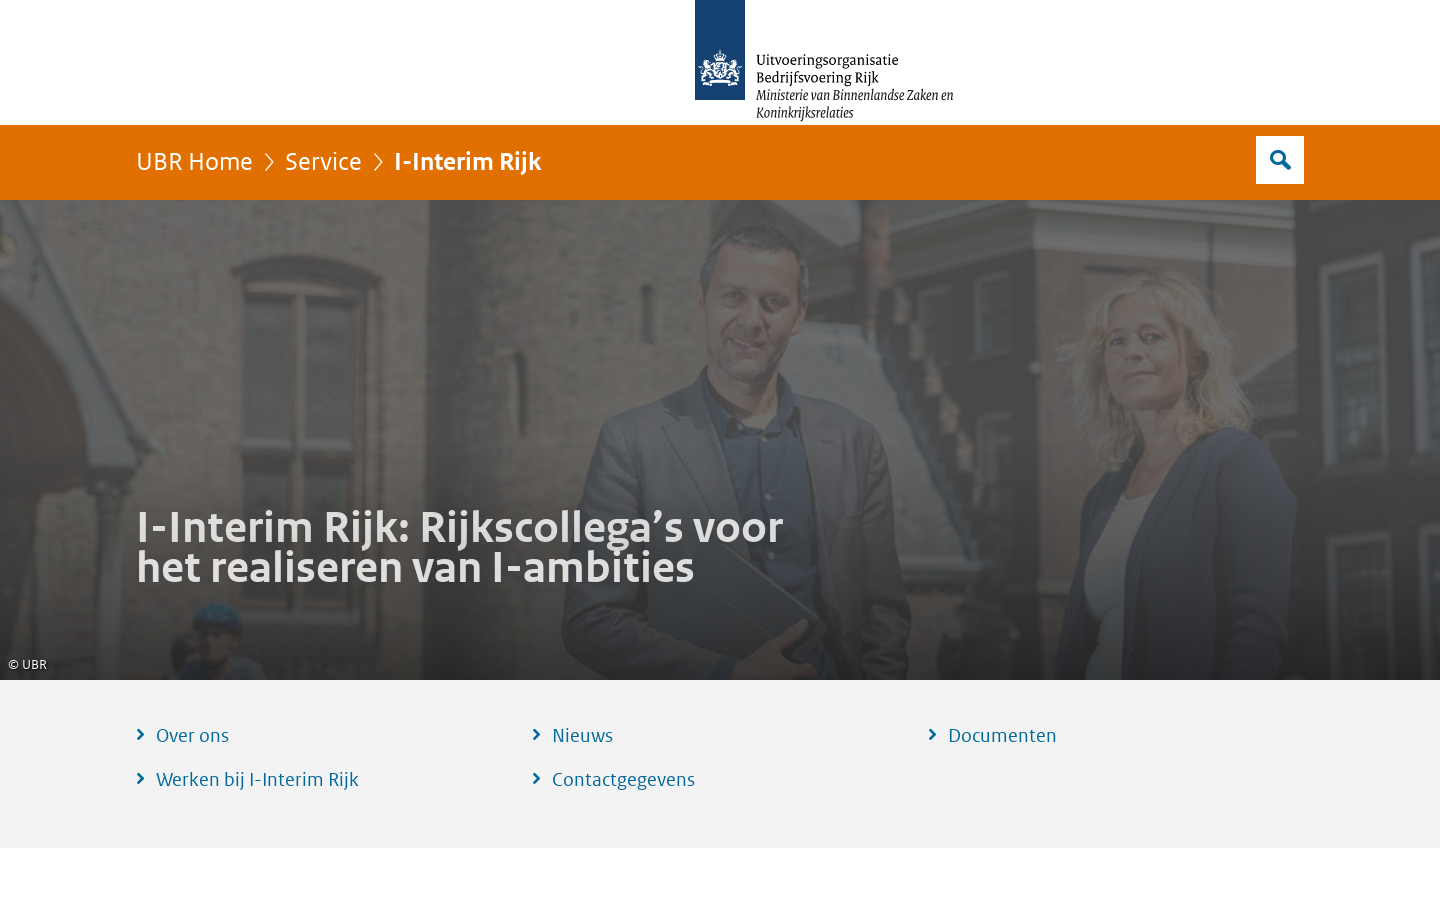 Uitvoeringsorganisatie
Bedrijfsvoering Rijk
Ministerie van Binnenlandse Zaken en
Koninkrijksrelaties
UBR Home
Service
I-Interim Rijk
I-Interim Rijk: Rijkscollega’s voor
het realiseren van I-ambities
© UBR
Over ons
Nieuws
Documenten
Werken bij I-Interim Rijk
Contactgegevens